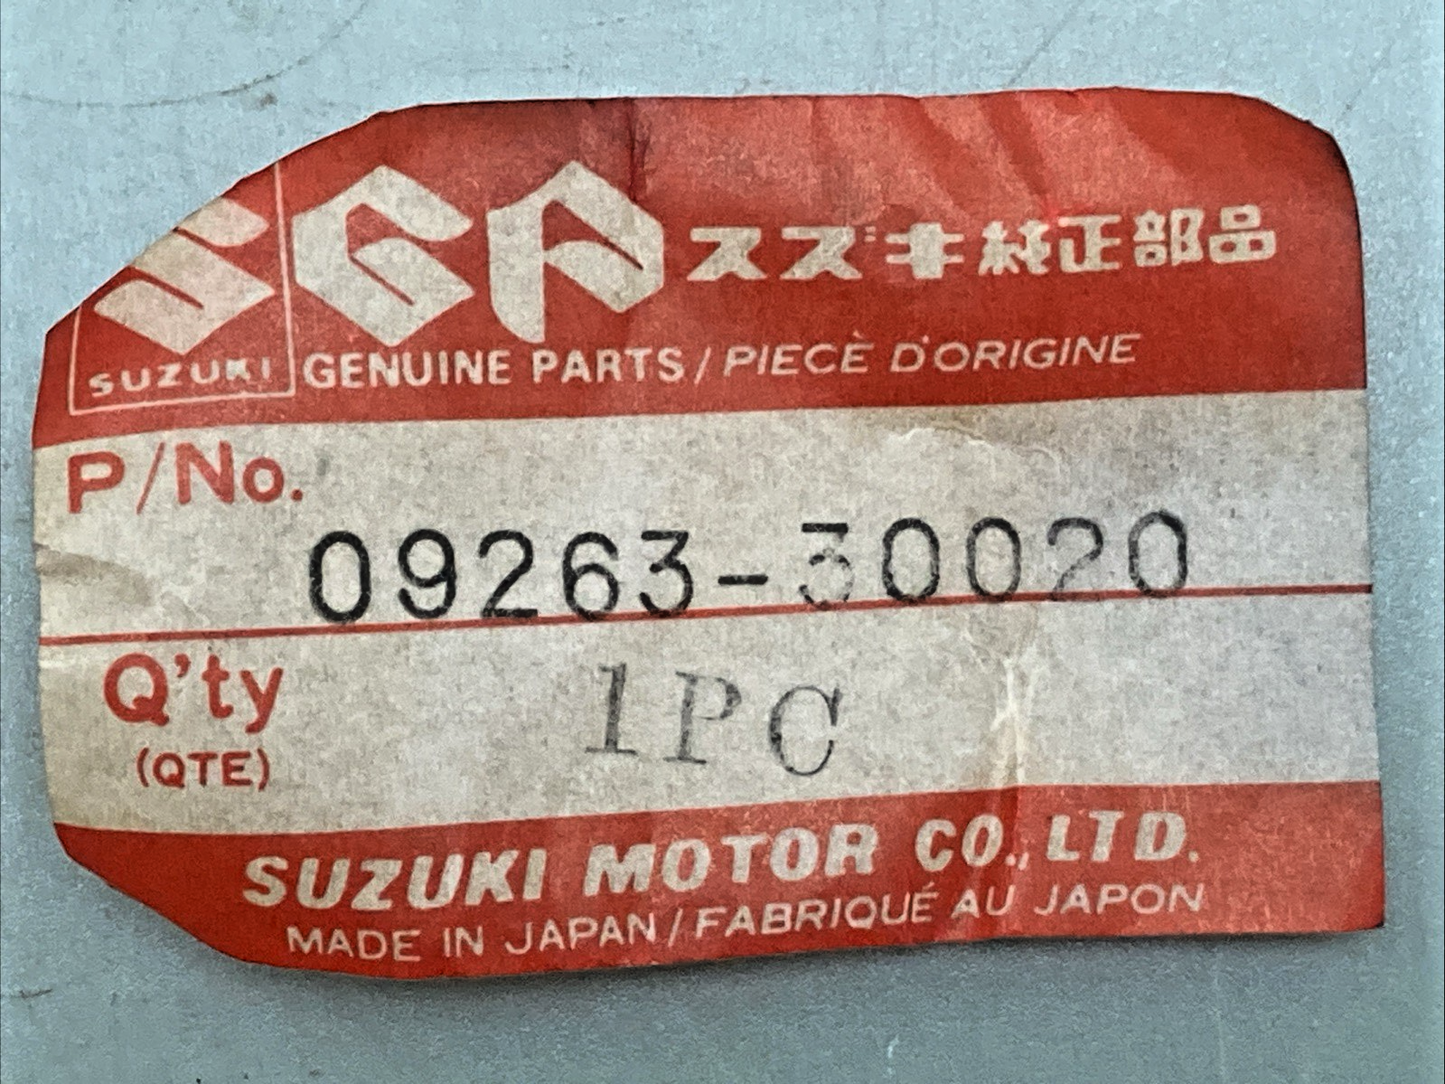 SGP スズキ純正部品
SUZUKI GENUINE PARTS / PIECÈ D'ORIGINE
P/No.
09263-30020
Q'ty 1PC
(QTE)
SUZUKI MOTOR CO., LTD.
MADE IN JAPAN / FABRIQUÉ AU JAPON